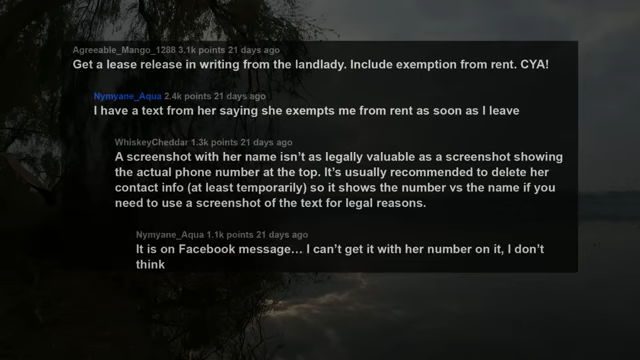 Agreeable_Mango_1288 3.1k points 21 days ago
Get a lease release in writing from the landlady. Include exemption from rent. CYA!
Nymyane_Aqua 2.4k points 21 days ago
I have a text from her saying she exempts me from rent as soon as I leave
WhiskeyCheddar 1.3k points 21 days ago
A screenshot with her name isn’t as legally valuable as a screenshot showing
the actual phone number at the top. It’s usually recommended to delete her
contact info (at least temporarily) so it shows the number vs the name if you
need to use a screenshot of the text for legal reasons.
Nymyane_Aqua 1.1k points 21 days ago
It is on Facebook message… I can’t get it with her number on it, I don’t
think